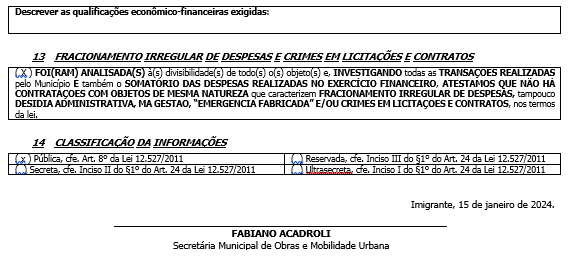 Descrever as qualificações econômico-financeiras exigidas:
13 FRACIONAMENTO IRREGULAR DE DESPESAS E CRIMES EM LICITAÇÕES E CONTRATOS
( X ) FOI(RAM) ANALISADA(S) à(s) divisibilidade(s) de todo(s) o(s) objeto(s) e, INVESTIGANDO todas as TRANSAÇÕES REALIZADAS
pelo Município E também o SOMATÓRIO DAS DESPESAS REALIZADAS NO EXERCÍCIO FINANCEIRO, ATESTAMOS QUE NÃO HÁ
CONTRATAÇÕES COM OBJETOS DE MESMA NATUREZA que caracterizem FRACIONAMENTO IRREGULAR DE DESPESAS, tampouco
DESIDIA ADMINISTRATIVA, MA GESTAO, "EMERGENCIA FABRICADA" E/OU CRIMES EM LICITAÇOES E CONTRATOS, nos termos
da lei.
14 CLASSIFICAÇÃO DA INFORMAÇÕES
( x ) Pública, cfe. Art. 8º da Lei 12.527/2011
( ) Reservada, cfe. Inciso III do §1º do Art. 24 da Lei 12.527/2011
( ) Secreta, cfe. Inciso II do §1º do Art. 24 da Lei 12.527/2011
( ) Ultrasecreta, cfe. Inciso I do §1º do Art. 24 da Lei 12.527/2011
Imigrante, 15 de janeiro de 2024.
FABIANO ACADROLI
Secretária Municipal de Obras e Mobilidade Urbana